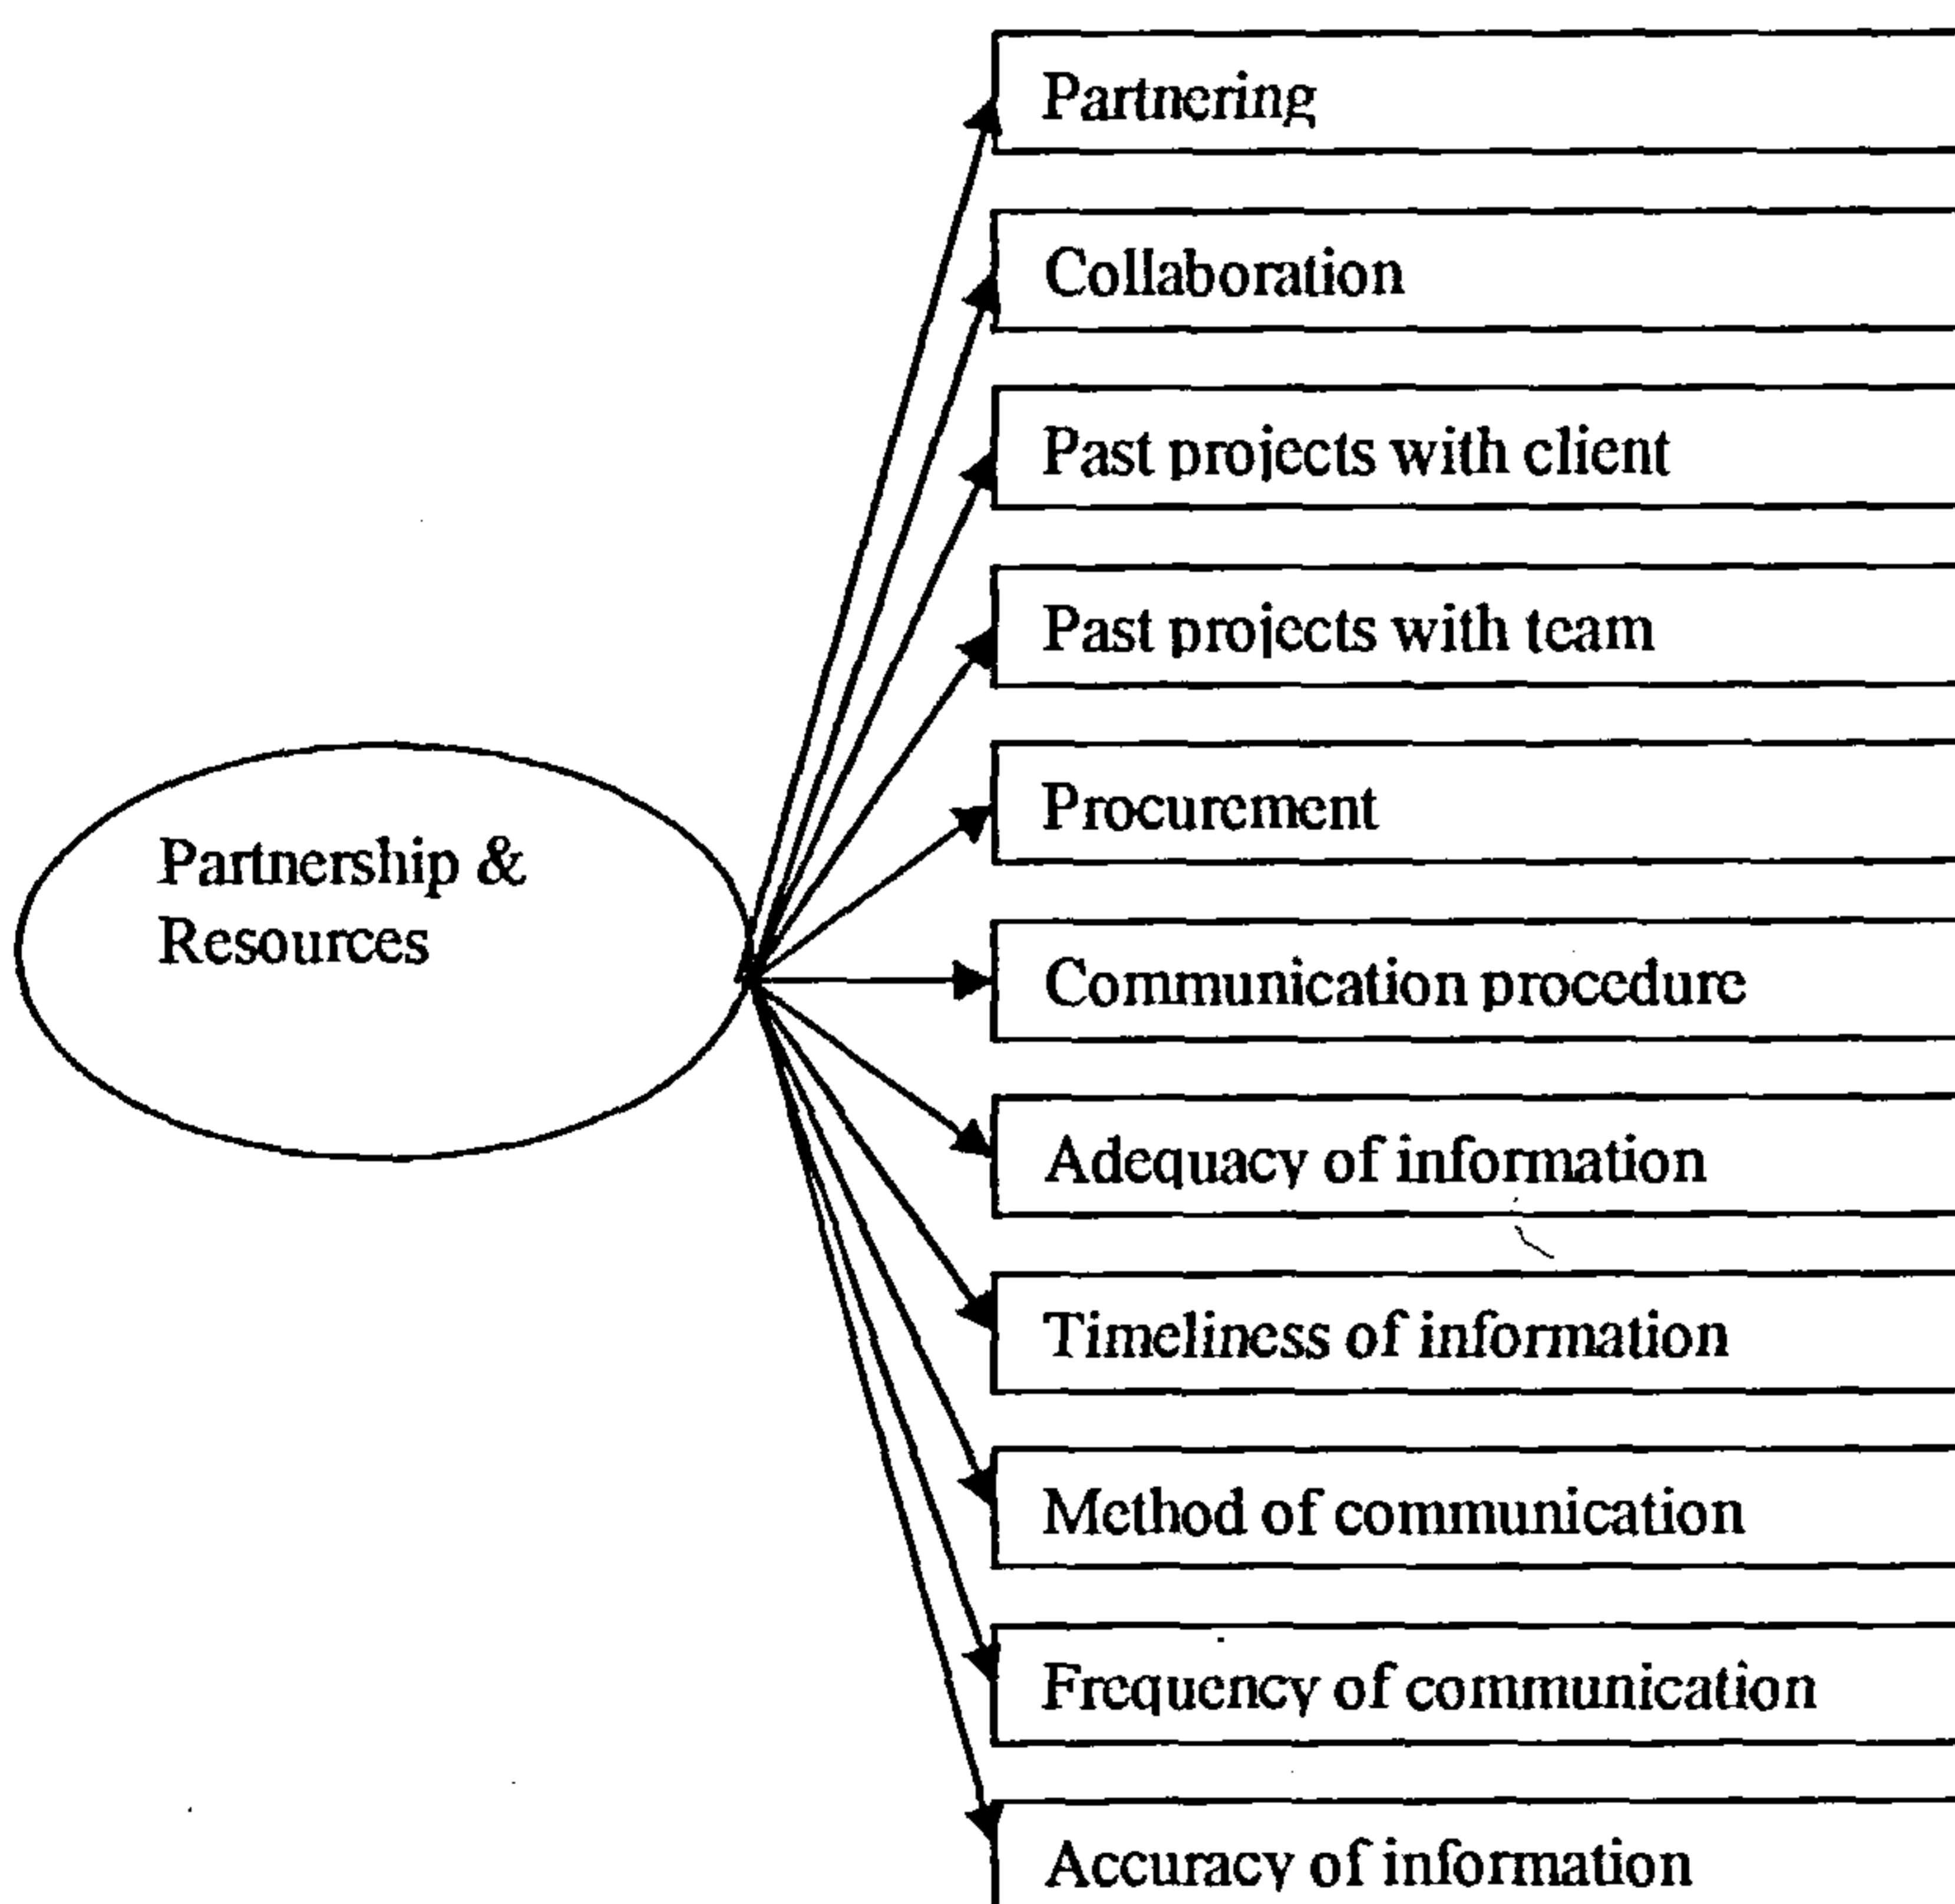 Partnering
Collaboration
Past projects with client
Past projects with team
Procurement
Partnership &
Resources
Communication procedure
Adequacy of information
Timeliness of information
Method of communication
Frequency of communication
Accuracy of information